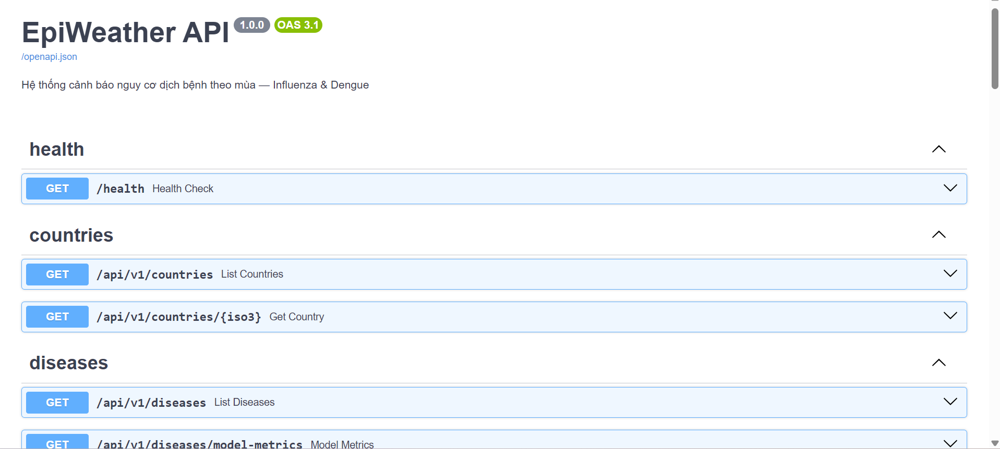 EpiWeather API 1.0.0 OAS 3.1
/openapi.json
Hệ thống cảnh báo nguy cơ dịch bệnh theo mùa — Influenza & Dengue
health
GET /health Health Check
countries
GET /api/v1/countries List Countries
GET /api/v1/countries/{iso3} Get Country
diseases
GET /api/v1/diseases List Diseases
GET /api/v1/diseases/model-metrics Model Metrics